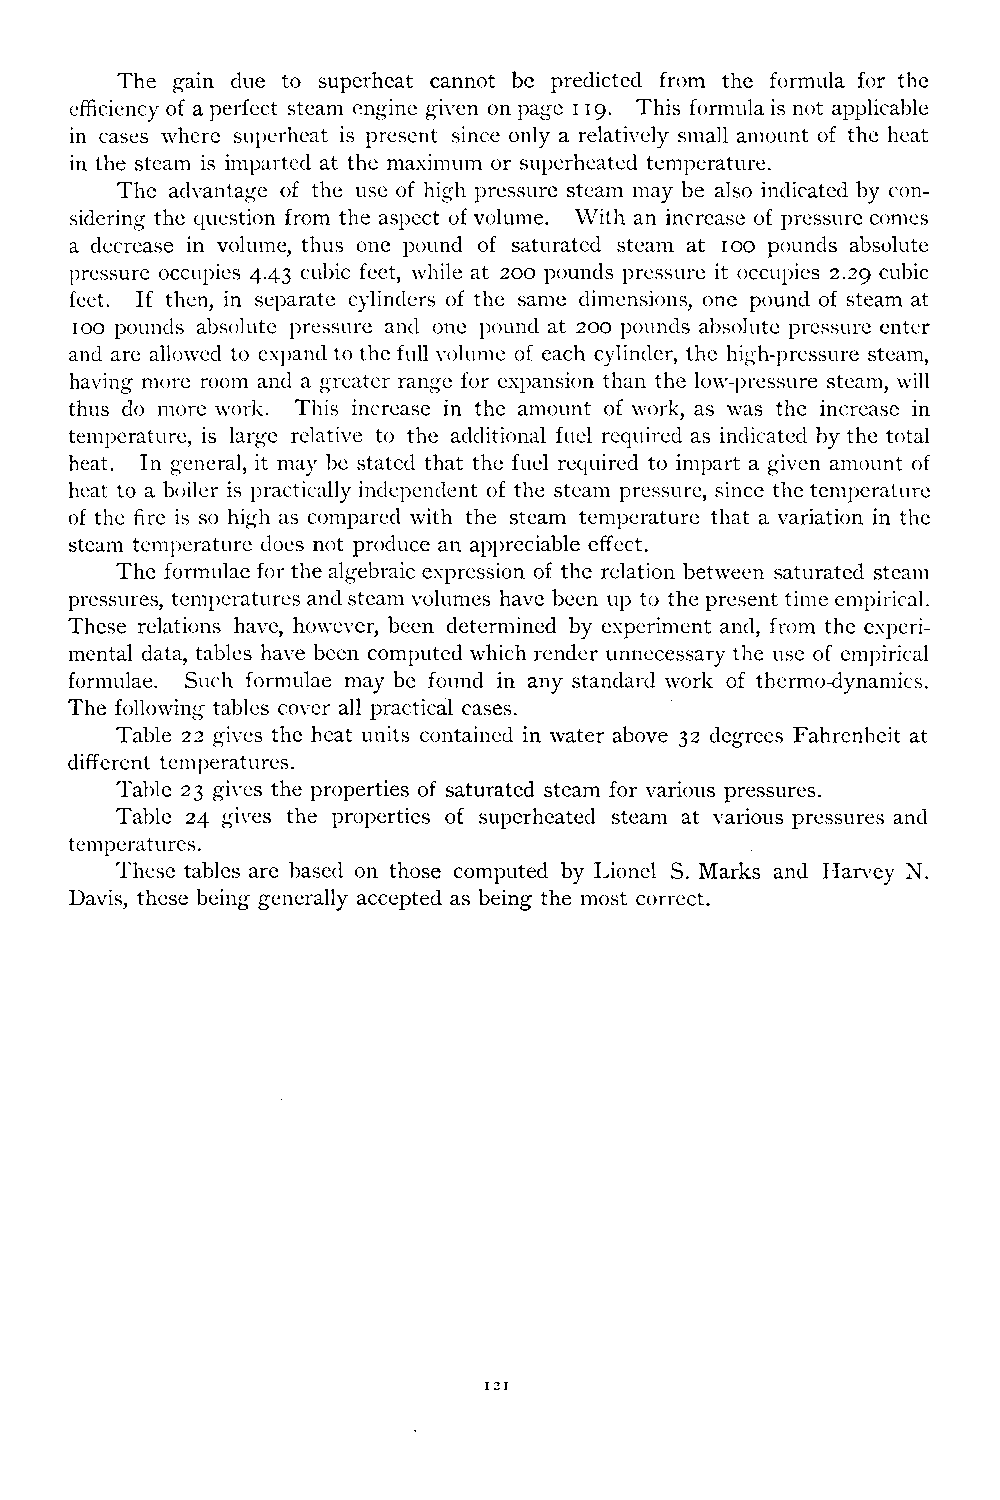 The gain due to superheat cannot be predicted from the formula for the
efficiency of a perfect steam engine given on page 119. This formula is not applicable
in cases where superheat is present since only a relatively small amount of the heat
in the steam is imparted at the maximum or superheated temperature.
The advantage of the use of high pressure steam may be also indicated by con-
sidering the question from the aspect of volume. With an increase of pressure comes
a decrease in volume, thus one pound of saturated steam at 100 pounds absolute
pressure occupies 4.43 cubic feet, while at 200 pounds pressure it occupies 2.29 cubic
feet. If then, in separate cylinders of the same dimensions, one pound of steam at
100 pounds absolute pressure and one pound at 200 pounds absolute pressure enter
and are allowed to expand to the full volume of each cylinder, the high-pressure steam,
having more room and a greater range for expansion than the low-pressure steam, will
thus do more work. This increase in the amount of work, as was the increase in
temperature, is large relative to the additional fuel required as indicated by the total
heat. In general, it may be stated that the fuel required to impart a given amount of
heat to a boiler is practically independent of the steam pressure, since the temperature
of the fire is so high as compared with the steam temperature that a variation in the
steam temperature does not produce an appreciable effect.
The formulae for the algebraic expression of the relation between saturated steam
pressures, temperatures and steam volumes have been up to the present time empirical.
These relations have, however, been determined by experiment and, from the experi-
mental data, tables have been computed which render unnecessary the use of empirical
formulae. Such formulae may be found in any standard work of thermo-dynamics.
The following tables cover all practical cases.
Table 22 gives the heat units contained in water above 32 degrees Fahrenheit at
different temperatures.
Table 23 gives the properties of saturated steam for various pressures.
Table 24 gives the properties of superheated steam at various pressures and
temperatures.
These tables are based on those computed by Lionel S. Marks and Harvey N.
Davis, these being generally accepted as being the most correct.
121